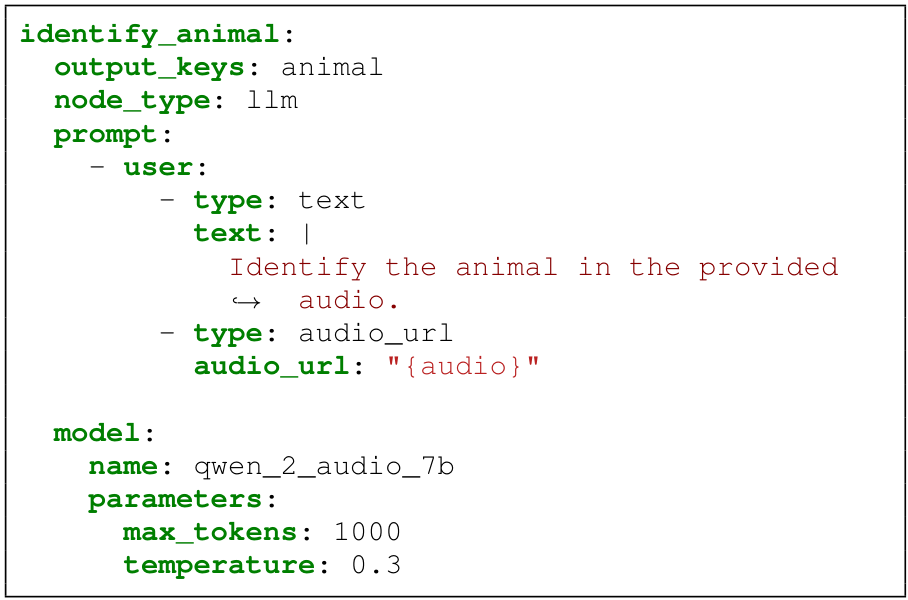 identify_animal:
  output_keys: animal
  node_type: llm
  prompt:
    - user:
        - type: text
          text: |
            Identify the animal in the provided
            ↪  audio.
        - type: audio_url
          audio_url: "{audio}"

  model:
    name: qwen_2_audio_7b
    parameters:
      max_tokens: 1000
      temperature: 0.3